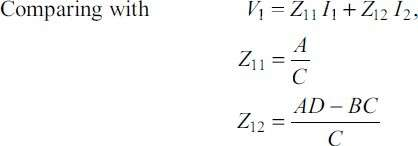 Comparing with V₁ = Z₁₁ I₁ + Z₁₂ I₂,
Z₁₁ = A/C
Z₁₂ = (AD − BC)/C